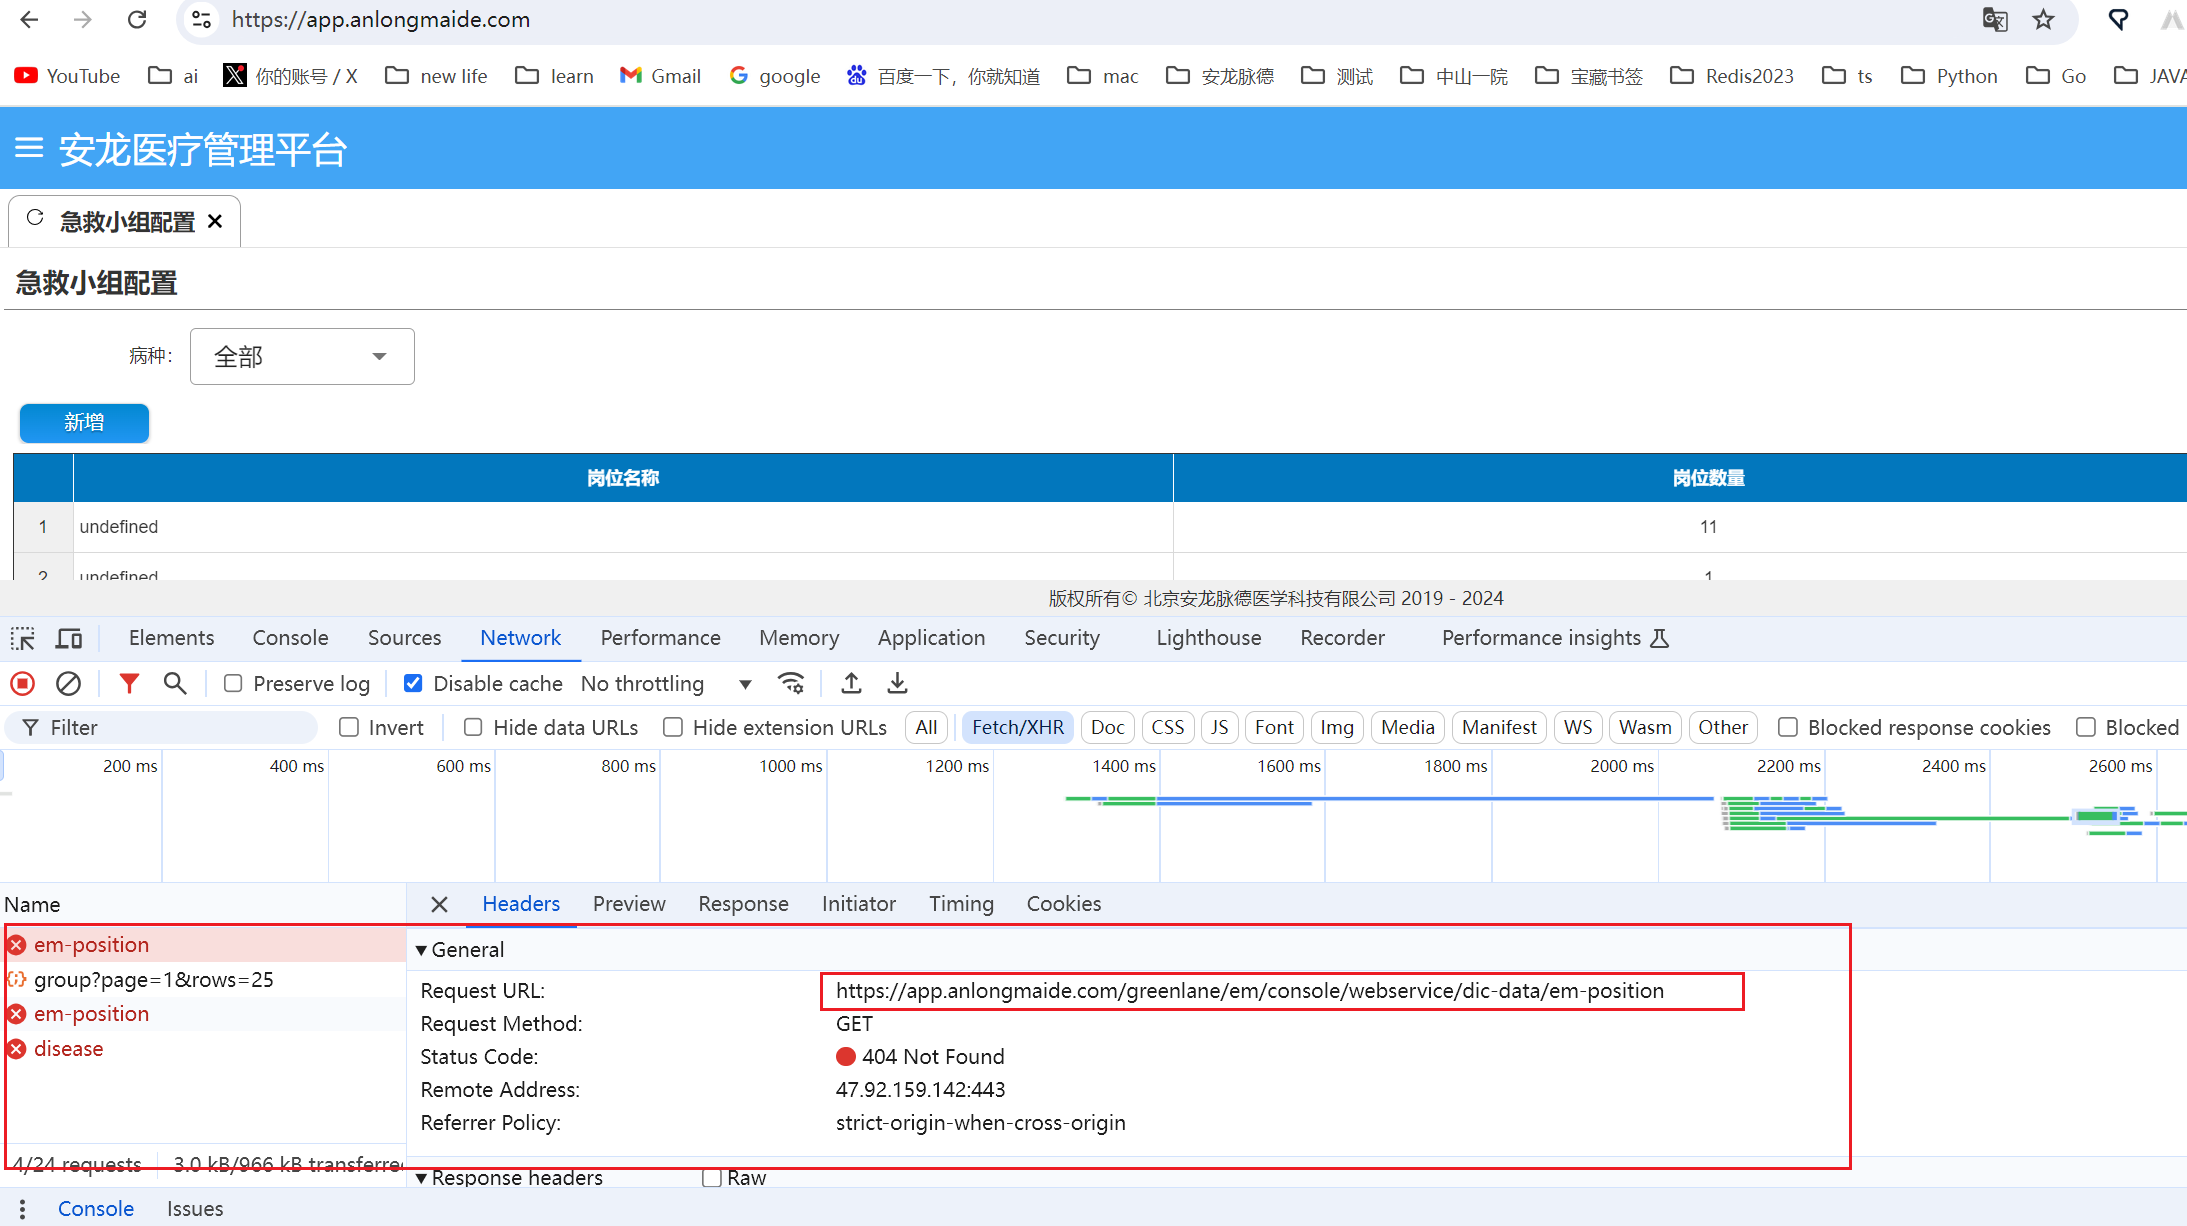 https://app.anlongmaide.com
YouTube ai 你的账号 / X new life learn Gmail google 百度一下，你就知道 mac 安龙脉德 测试 中山一院 宝藏书签 Redis2023 ts Python Go JAVA
安龙医疗管理平台
急救小组配置
急救小组配置
病种： 全部
新增
岗位名称 岗位数量
1 undefined 11
2 undefined 1
版权所有© 北京安龙脉德医学科技有限公司 2019 - 2024
Elements Console Sources Network Performance Memory Application Security Lighthouse Recorder Performance insights
Preserve log Disable cache No throttling
Filter Invert Hide data URLs Hide extension URLs All Fetch/XHR Doc CSS JS Font Img Media Manifest WS Wasm Other Blocked response cookies Blocked
200 ms 400 ms 600 ms 800 ms 1000 ms 1200 ms 1400 ms 1600 ms 1800 ms 2000 ms 2200 ms 2400 ms 2600 ms
Name Headers Preview Response Initiator Timing Cookies
em-position
group?page=1&rows=25
em-position
disease
4/24 requests 3.0 kB/966 kB transferre
General
Request URL: https://app.anlongmaide.com/greenlane/em/console/webservice/dic-data/em-position
Request Method: GET
Status Code: 404 Not Found
Remote Address: 47.92.159.142:443
Referrer Policy: strict-origin-when-cross-origin
Response headers Raw
Console Issues